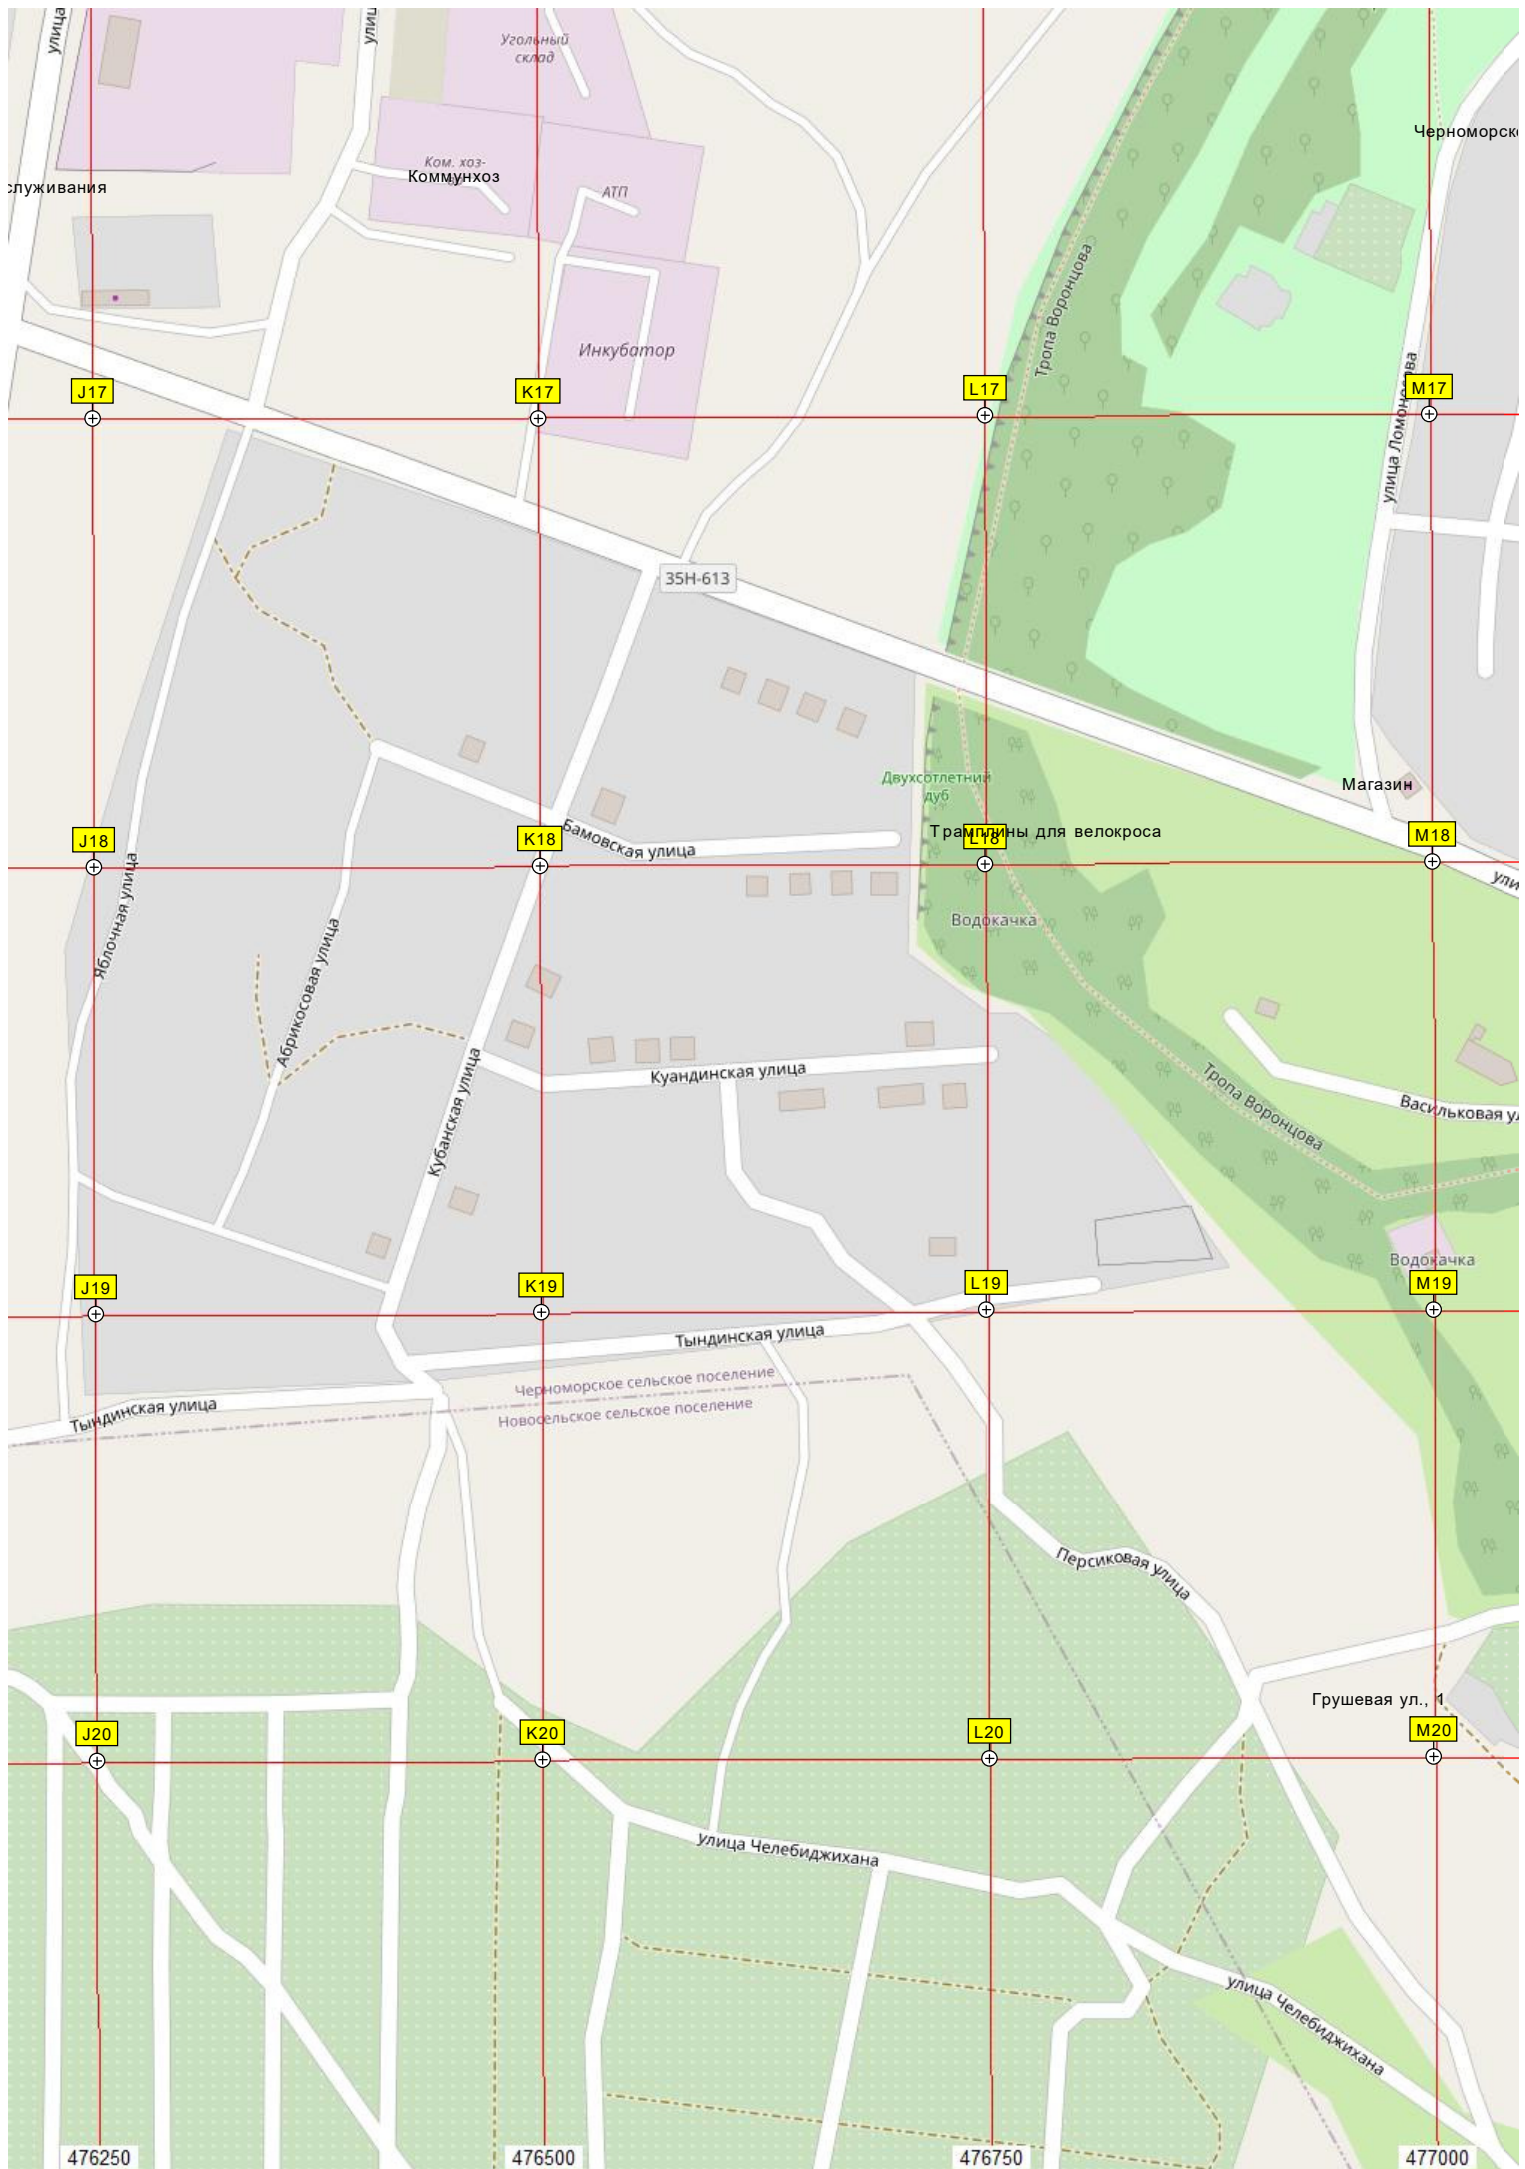 улица
улиц
Угольный
склад
Черноморск
Ком. хоз-
Коммунхоз
служивания
АТП
Тропа Воронцова
Инкубатор
J17
K17
L17
M17
улица Ломоносова
35Н-613
Двухсотлетний
дуб
Магазин
J18
K18
Бамовская улица
Трамплины для велокроса
L18
M18
ули
Яблочная улица
Абрикосовая улица
Водокачка
Кубанская улица
Куандинская улица
Тропа Воронцова
Васильковая ул
Водокачка
J19
K19
L19
M19
Тындинская улица
Черноморское сельское поселение
Новосельское сельское поселение
Тындинская улица
Персиковая улица
Грушевая ул., 1
J20
K20
L20
M20
улица Челебиджихана
улица Челебиджихана
476250
476500
476750
477000